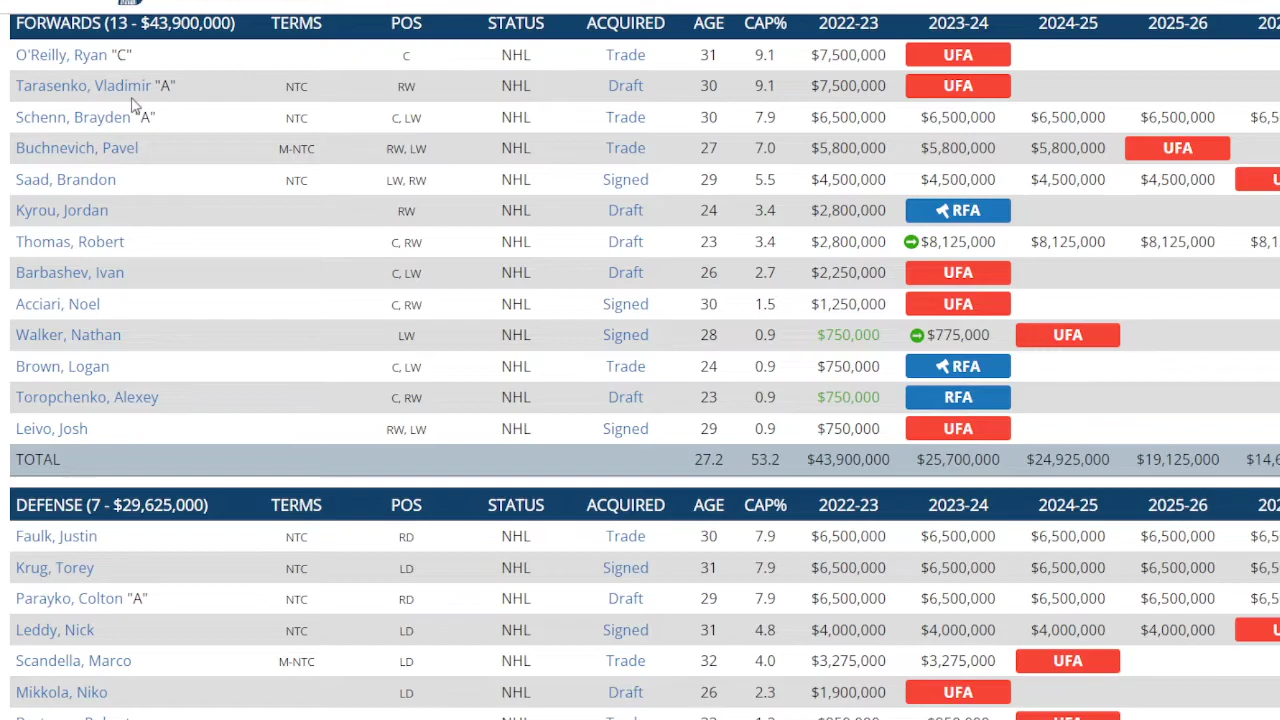 FORWARDS (13 - $43,900,000) TERMS POS STATUS ACQUIRED AGE CAP% 2022-23 2023-24 2024-25 2025-26
O'Reilly, Ryan "C" C NHL Trade 31 9.1 $7,500,000 UFA
Tarasenko, Vladimir "A" NTC RW NHL Draft 30 9.1 $7,500,000 UFA
Schenn, Brayden "A" NTC C, LW NHL Trade 30 7.9 $6,500,000 $6,500,000 $6,500,000 $6,500,000 $6,5
Buchnevich, Pavel M-NTC RW, LW NHL Trade 27 7.0 $5,800,000 $5,800,000 $5,800,000 UFA
Saad, Brandon NTC LW, RW NHL Signed 29 5.5 $4,500,000 $4,500,000 $4,500,000 $4,500,000
Kyrou, Jordan RW NHL Draft 24 3.4 $2,800,000 RFA
Thomas, Robert C, RW NHL Draft 23 3.4 $2,800,000 $8,125,000 $8,125,000 $8,125,000 $8,1
Barbashev, Ivan C, LW NHL Draft 26 2.7 $2,250,000 UFA
Acciari, Noel C, RW NHL Signed 30 1.5 $1,250,000 UFA
Walker, Nathan LW NHL Signed 28 0.9 $750,000 $775,000 UFA
Brown, Logan C, LW NHL Trade 24 0.9 $750,000 RFA
Toropchenko, Alexey C, RW NHL Draft 23 0.9 $750,000 RFA
Leivo, Josh RW, LW NHL Signed 29 0.9 $750,000 UFA
TOTAL 27.2 53.2 $43,900,000 $25,700,000 $24,925,000 $19,125,000 $14,6
DEFENSE (7 - $29,625,000) TERMS POS STATUS ACQUIRED AGE CAP% 2022-23 2023-24 2024-25 2025-26
Faulk, Justin NTC RD NHL Trade 30 7.9 $6,500,000 $6,500,000 $6,500,000 $6,500,000 $6,5
Krug, Torey NTC LD NHL Signed 31 7.9 $6,500,000 $6,500,000 $6,500,000 $6,500,000 $6,5
Parayko, Colton "A" NTC RD NHL Draft 29 7.9 $6,500,000 $6,500,000 $6,500,000 $6,500,000 $6,5
Leddy, Nick NTC LD NHL Signed 31 4.8 $4,000,000 $4,000,000 $4,000,000 $4,000,000
Scandella, Marco M-NTC LD NHL Trade 32 4.0 $3,275,000 $3,275,000 UFA
Mikkola, Niko LD NHL Draft 26 2.3 $1,900,000 UFA